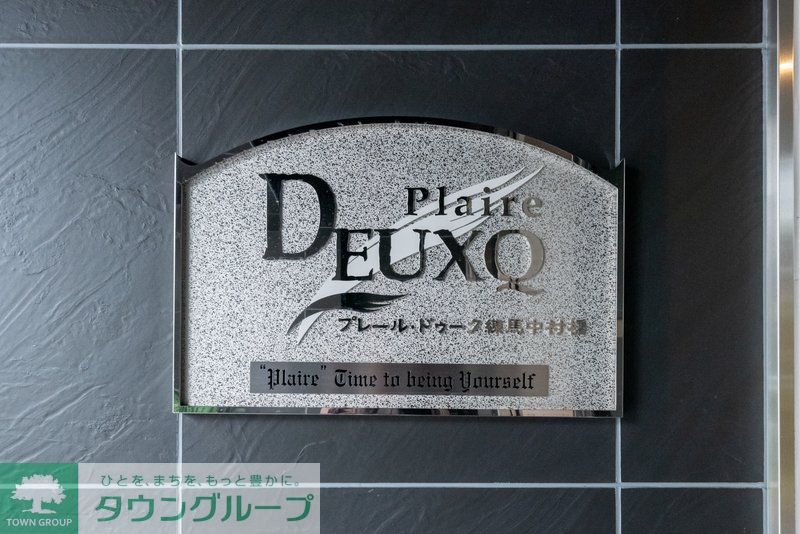 Plaire
DEUXQ
プレール・ドゥーク練馬中村橋
"Plaire" Time to being Yourself
ひとを、まちを、もっと豊かに。
タウングループ
TOWN GROUP